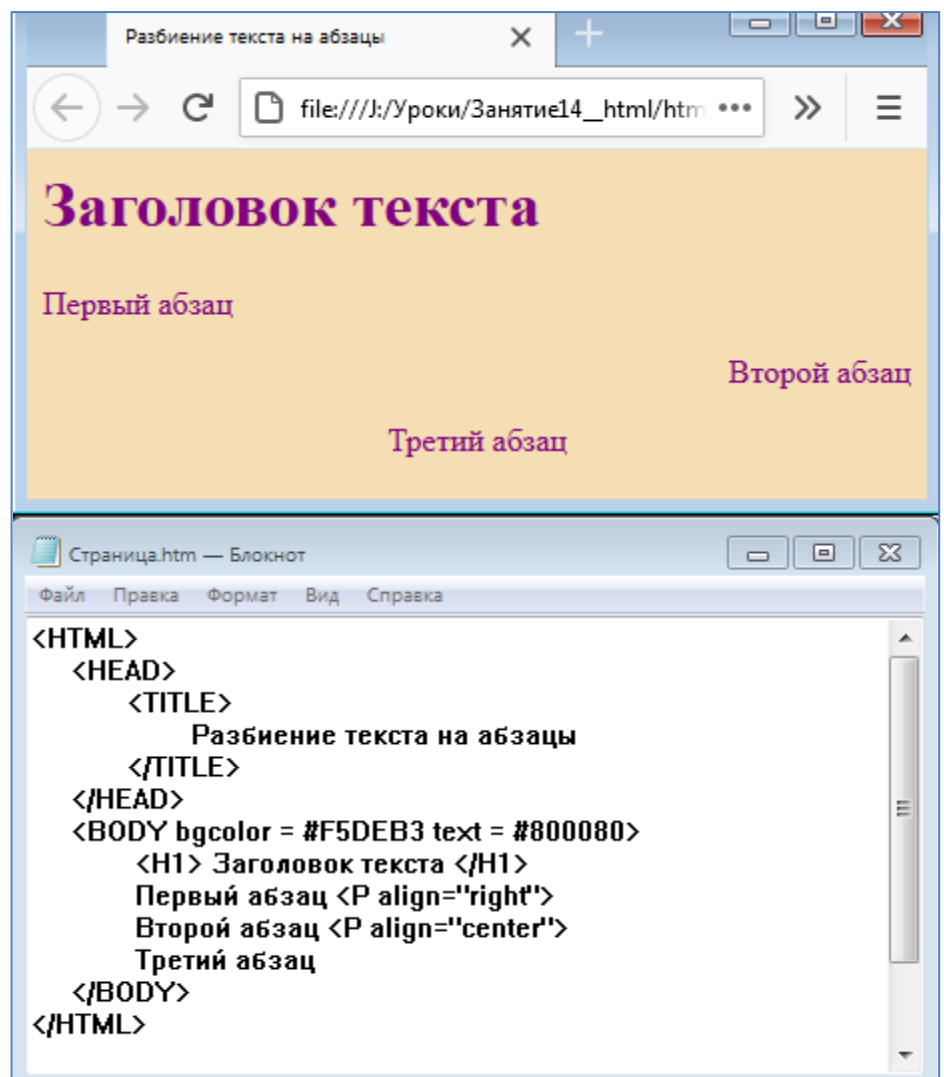 Разбиение текста на абзацы
file:///J:/Уроки/Занятие14_html/htm
Заголовок текста
Первый абзац
Второй абзац
Третий абзац
Страница.htm — Блокнот
Файл Правка Формат Вид Справка
<HTML>
<HEAD>
<TITLE>
Разбиение текста на абзацы
</TITLE>
</HEAD>
<BODY bgcolor = #F5DEB3 text = #800080>
<H1> Заголовок текста </H1>
Первый абзац <P align="right">
Второй абзац <P align="center">
Третий абзац
</BODY>
</HTML>